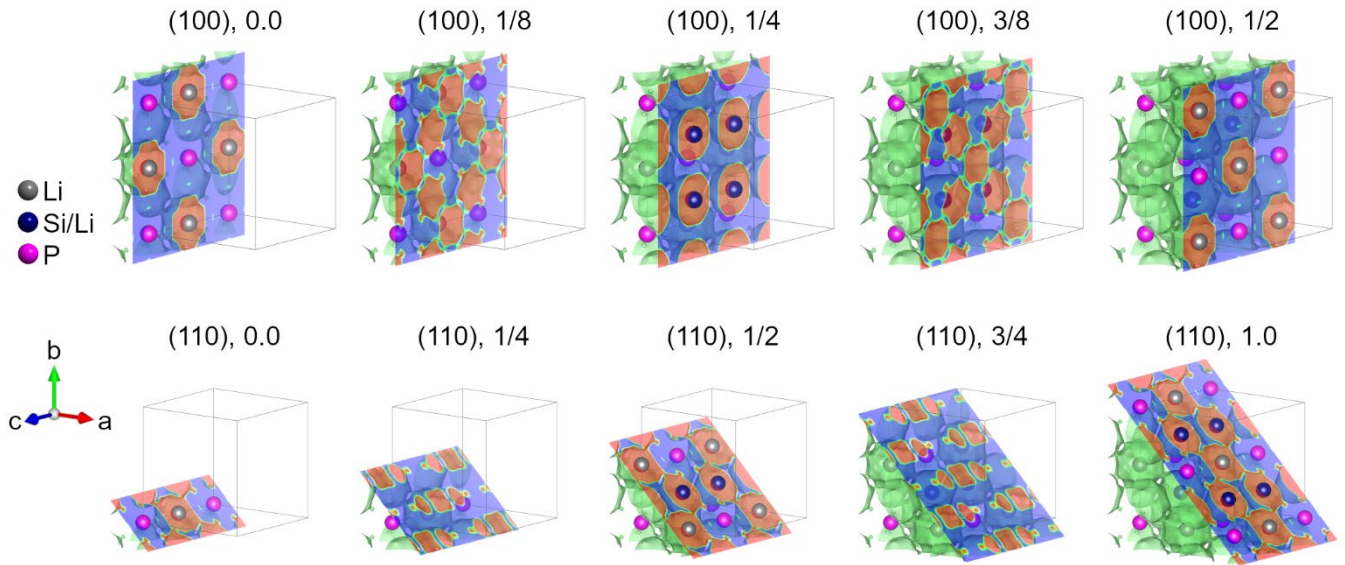 (100), 0.0
(100), 1/8
(100), 1/4
(100), 3/8
(100), 1/2
Li
Si/Li
P
(110), 0.0
(110), 1/4
(110), 1/2
(110), 3/4
(110), 1.0
b
c
a